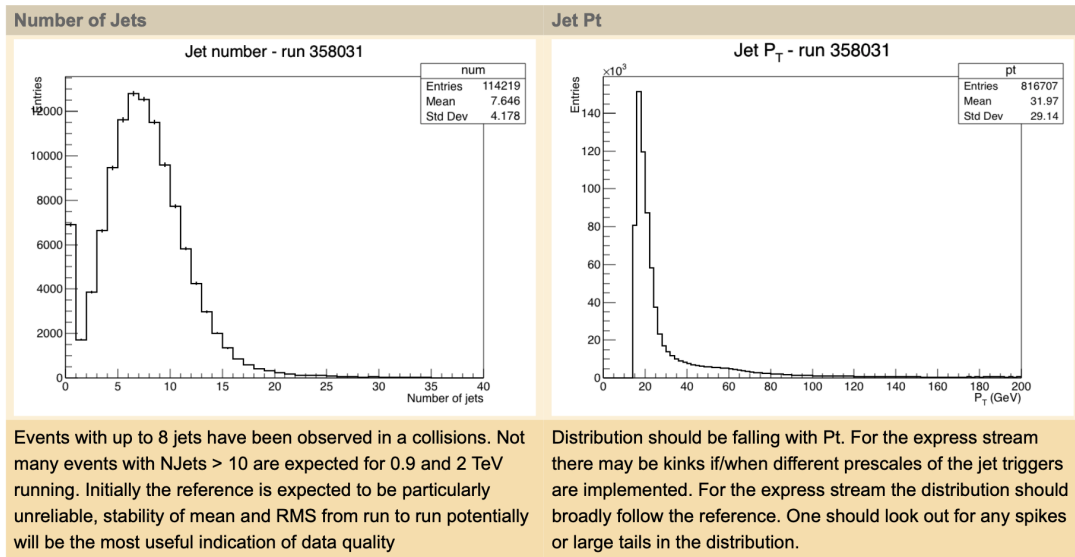 Number of Jets
Jet number - run 358031
num
Entries 114219
Mean 7.646
Std Dev 4.178
Entries
12000
10000
8000
6000
4000
2000
0
0 5 10 15 20 25 30 35 40
Number of jets
Events with up to 8 jets have been observed in a collisions. Not
many events with NJets > 10 are expected for 0.9 and 2 TeV
running. Initially the reference is expected to be particularly
unreliable, stability of mean and RMS from run to run potentially
will be the most useful indication of data quality
Jet Pt
Jet P_T - run 358031
pt
Entries 816707
Mean 31.97
Std Dev 29.14
×10³
Entries
140
120
100
80
60
40
20
0
0 20 40 60 80 100 120 140 160 180 200
P_T (GeV)
Distribution should be falling with Pt. For the express stream
there may be kinks if/when different prescales of the jet triggers
are implemented. For the express stream the distribution should
broadly follow the reference. One should look out for any spikes
or large tails in the distribution.